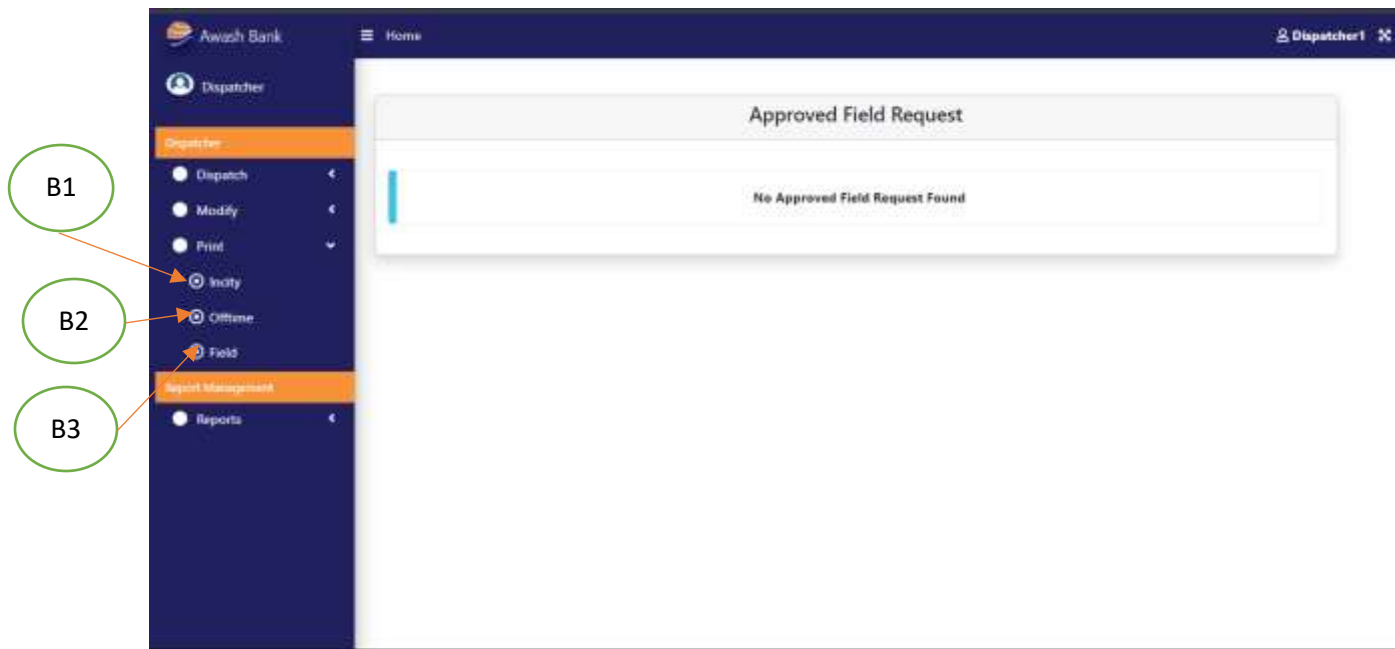 Awash Bank
Home
Dispatcher1
Dispatcher
Approved Field Request
Dispatcher
B1
Dispatch
No Approved Field Request Found
Modify
Print
Incity
B2
Offtime
Field
Report Management
B3
Reports